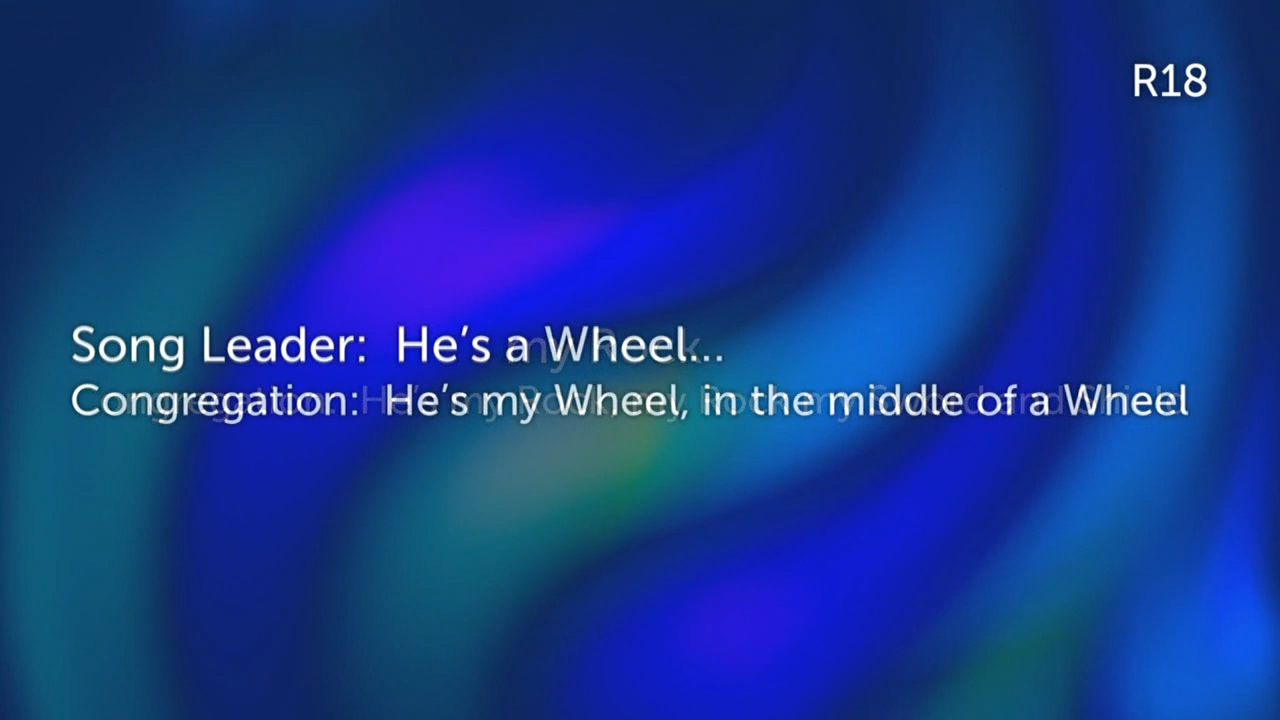 R18
Song Leader: He's a Wheel...
Congregation: He's my Wheel, in the middle of a Wheel